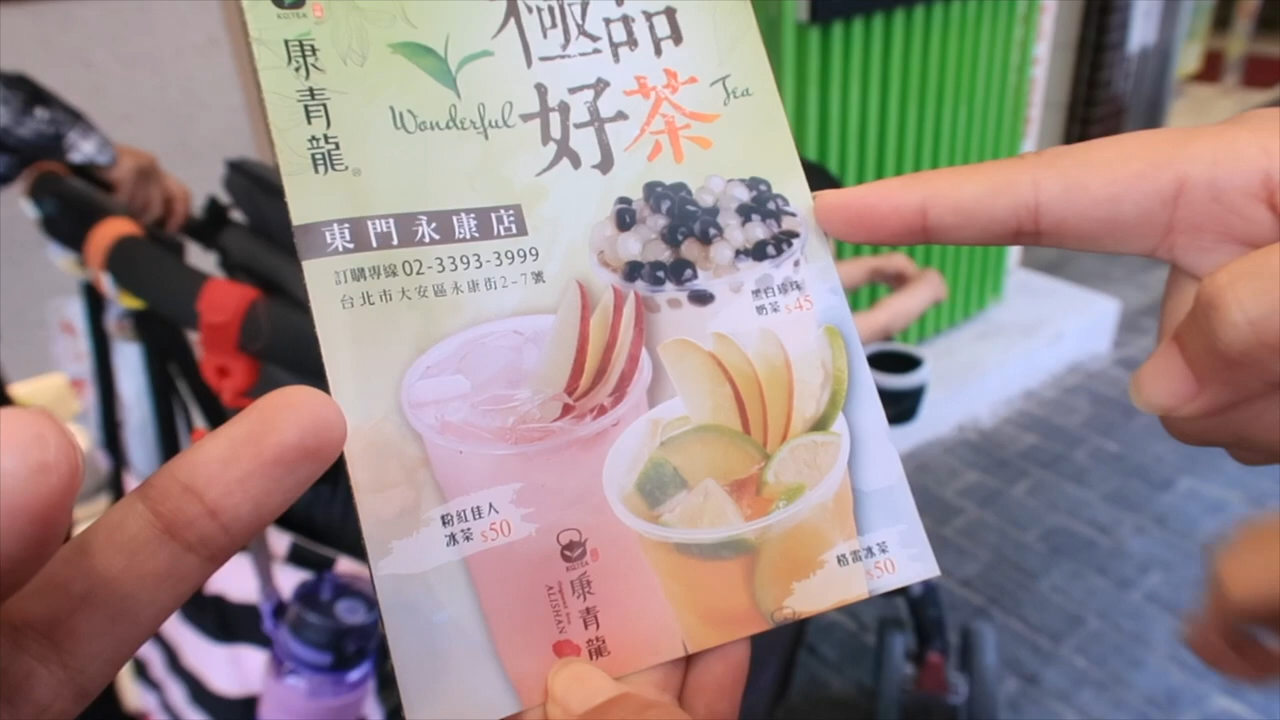 KQTEA
康青龍
極品
好茶
Wonderful
Tea
東門永康店
訂購專線 02-3393-3999
台北市大安區永康街2-7號
黑白珍珠
奶茶 $45
粉紅佳人
冰茶 $50
格雷冰茶
$50
康青龍
ALISHAN